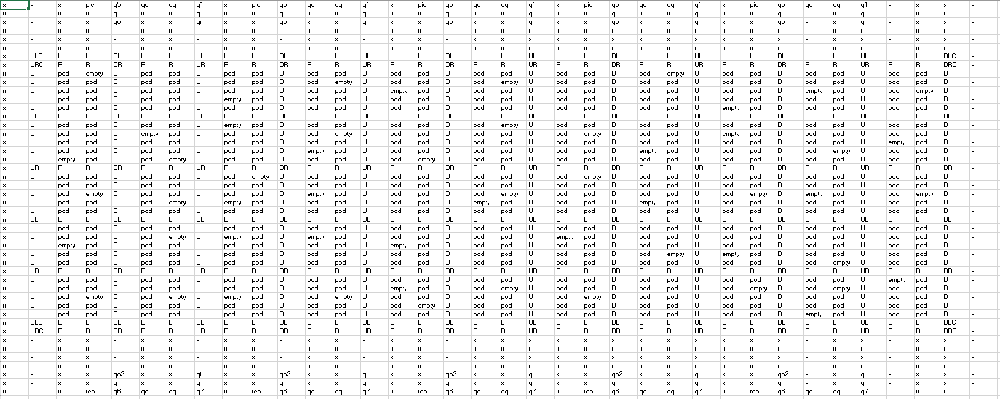 x x x pic q5 qq qq q1 x pic q5 qq qq q1 x pic q5 qq qq q1 x pic q5 qq qq q1 x pic q5 qq qq q1 x x x x
x x x x q x x q x x q x x q x x q x x q x x q x x q x x q x x q x x x x
x x x x qo x x qi x x qo x x qi x x qo x x qi x x qo x x qi x x qo x x qi x x x x
x x x x x x x x x x x x x x x x x x x x x x x x x x x x x x x x x x x x
x x x x x x x x x x x x x x x x x x x x x x x x x x x x x x x x x x x x
x x x x x x x x x x x x x x x x x x x x x x x x x x x x x x x x x x x x
x ULC L L DL L L UL L L DL L L UL L L DL L L UL L L DL L L UL L L DL L L UL L L DLC x
x URC R R DR R R UR R R DR R R UR R R DR R R UR R R DR R R UR R R DR R R UR R R DRC x
x U pod empty D pod pod U pod pod D pod pod U pod pod D pod pod U pod pod D pod empty U pod pod D pod pod U pod pod D x
x U pod pod D pod pod U pod pod D pod empty U pod pod D pod empty U pod pod D pod pod U pod pod D pod pod U pod pod D x
x U pod pod D pod pod U pod pod D pod pod U empty pod D pod pod U pod pod D pod pod U pod pod D empty pod U pod empty D x
x U pod pod D pod pod U empty pod D pod pod U pod pod D pod pod U pod pod D pod pod U pod pod D pod pod U pod pod D x
x U pod pod D pod pod U pod pod D pod pod U pod pod D pod pod U pod pod D pod pod U empty pod D pod pod U pod pod D x
x UL L L DL L L UL L L DL L L UL L L DL L L UL L L DL L L UL L L DL L L UL L L DL x
x U pod pod D pod pod U empty pod D pod pod U pod pod D pod empty U pod pod D pod pod U pod pod D pod pod U pod pod D x
x U pod pod D empty pod U pod pod D pod empty U pod pod D pod pod U pod empty D pod pod U empty pod D pod pod U pod pod D x
x U pod pod D pod pod U pod pod D pod pod U pod pod D pod pod U pod pod D pod pod U pod pod D pod pod U empty pod D x
x U pod pod D pod pod U pod pod D empty pod U pod pod D pod pod U pod pod D empty pod U pod pod D pod empty U pod pod D x
x U empty pod D pod empty U pod pod D pod pod U pod empty D pod pod U pod pod D pod pod U pod pod D pod pod U pod pod D x
x UR R R DR R R UR R R DR R R UR R R DR R R UR R R DR R R UR R R DR R R UR R R DR x
x U pod pod D pod pod U pod empty D pod pod U pod pod D pod pod U pod empty D pod pod U pod pod D pod pod U pod pod D x
x U pod pod D pod pod U pod pod D pod pod U pod pod D pod pod U pod pod D pod pod U pod pod D pod pod U pod pod D x
x U pod empty D pod pod U pod pod D empty pod U pod pod D pod empty U pod pod D pod pod U pod empty D empty pod U pod empty D x
x U pod pod D pod empty U empty pod D pod pod U pod pod D empty pod U pod pod D empty pod U pod pod D pod pod U pod pod D x
x U pod pod D pod pod U pod pod D pod pod U pod pod D pod pod U pod pod D pod pod U pod pod D pod pod U pod pod D x
x UL L L DL L L UL L L DL L L UL L L DL L L UL L L DL L L UL L L DL L L UL L L DL x
x U pod pod D pod pod U pod pod D pod pod U pod pod D pod pod U pod pod D pod pod U pod pod D pod pod U pod pod D x
x U pod pod D pod empty U empty pod D empty pod U pod pod D pod pod U empty pod D pod pod U pod pod D pod pod U pod pod D x
x U empty pod D pod pod U pod pod D pod pod U empty pod D pod pod U pod pod D pod pod U pod pod D pod pod U pod pod D x
x U pod pod D pod pod U pod pod D pod pod U pod pod D pod pod U pod pod D pod empty U empty pod D pod pod U pod pod D x
x U pod pod D pod pod U pod pod D pod pod U pod pod D pod pod U pod pod D pod pod U pod pod D pod empty U pod pod D x
x UR R R DR R R UR R R DR R R UR R R DR R R UR R R DR R R UR R R DR R R UR R R DR x
x U pod pod D pod pod U pod pod D pod pod U pod pod D pod pod U pod pod D pod pod U pod pod D pod pod U empty pod D x
x U pod pod D pod pod U pod pod D pod pod U empty pod D pod empty U pod pod D pod pod U pod empty D pod empty U pod pod D x
x U pod empty D pod empty U empty pod D pod empty U pod pod D pod pod U pod empty D pod pod U pod pod D pod pod U pod pod D x
x U pod pod D pod pod U pod pod D pod pod U pod empty D pod pod U pod pod D pod pod U pod pod D pod pod U pod pod D x
x U pod pod D pod pod U pod pod D pod pod U pod pod D pod pod U pod pod D pod pod U pod pod D empty pod U pod pod D x
x ULC L L DL L L UL L L DL L L UL L L DL L L UL L L DL L L UL L L DL L L UL L L DLC x
x URC R R DR R R UR R R DR R R UR R R DR R R UR R R DR R R UR R R DR R R UR R R DRC x
x x x x x x x x x x x x x x x x x x x x x x x x x x x x x x x x x x x x
x x x x x x x x x x x x x x x x x x x x x x x x x x x x x x x x x x x x
x x x x x x x x x x x x x x x x x x x x x x x x x x x x x x x x x x x x
x x x x x x x x x x x x x x x x x x x x x x x x x x x x x x x x x x x x
x x x x qo2 x x qi x x qo2 x x qi x x qo2 x x qi x x qo2 x x qi x x qo2 x x qi x x x x
x x x x q x x q x x q x x q x x q x x q x x q x x q x x q x x q x x x x
x x x rep q6 qq qq q7 x rep q6 qq qq q7 x rep q6 qq qq q7 x rep q6 qq qq q7 x rep q6 qq qq q7 x x x x